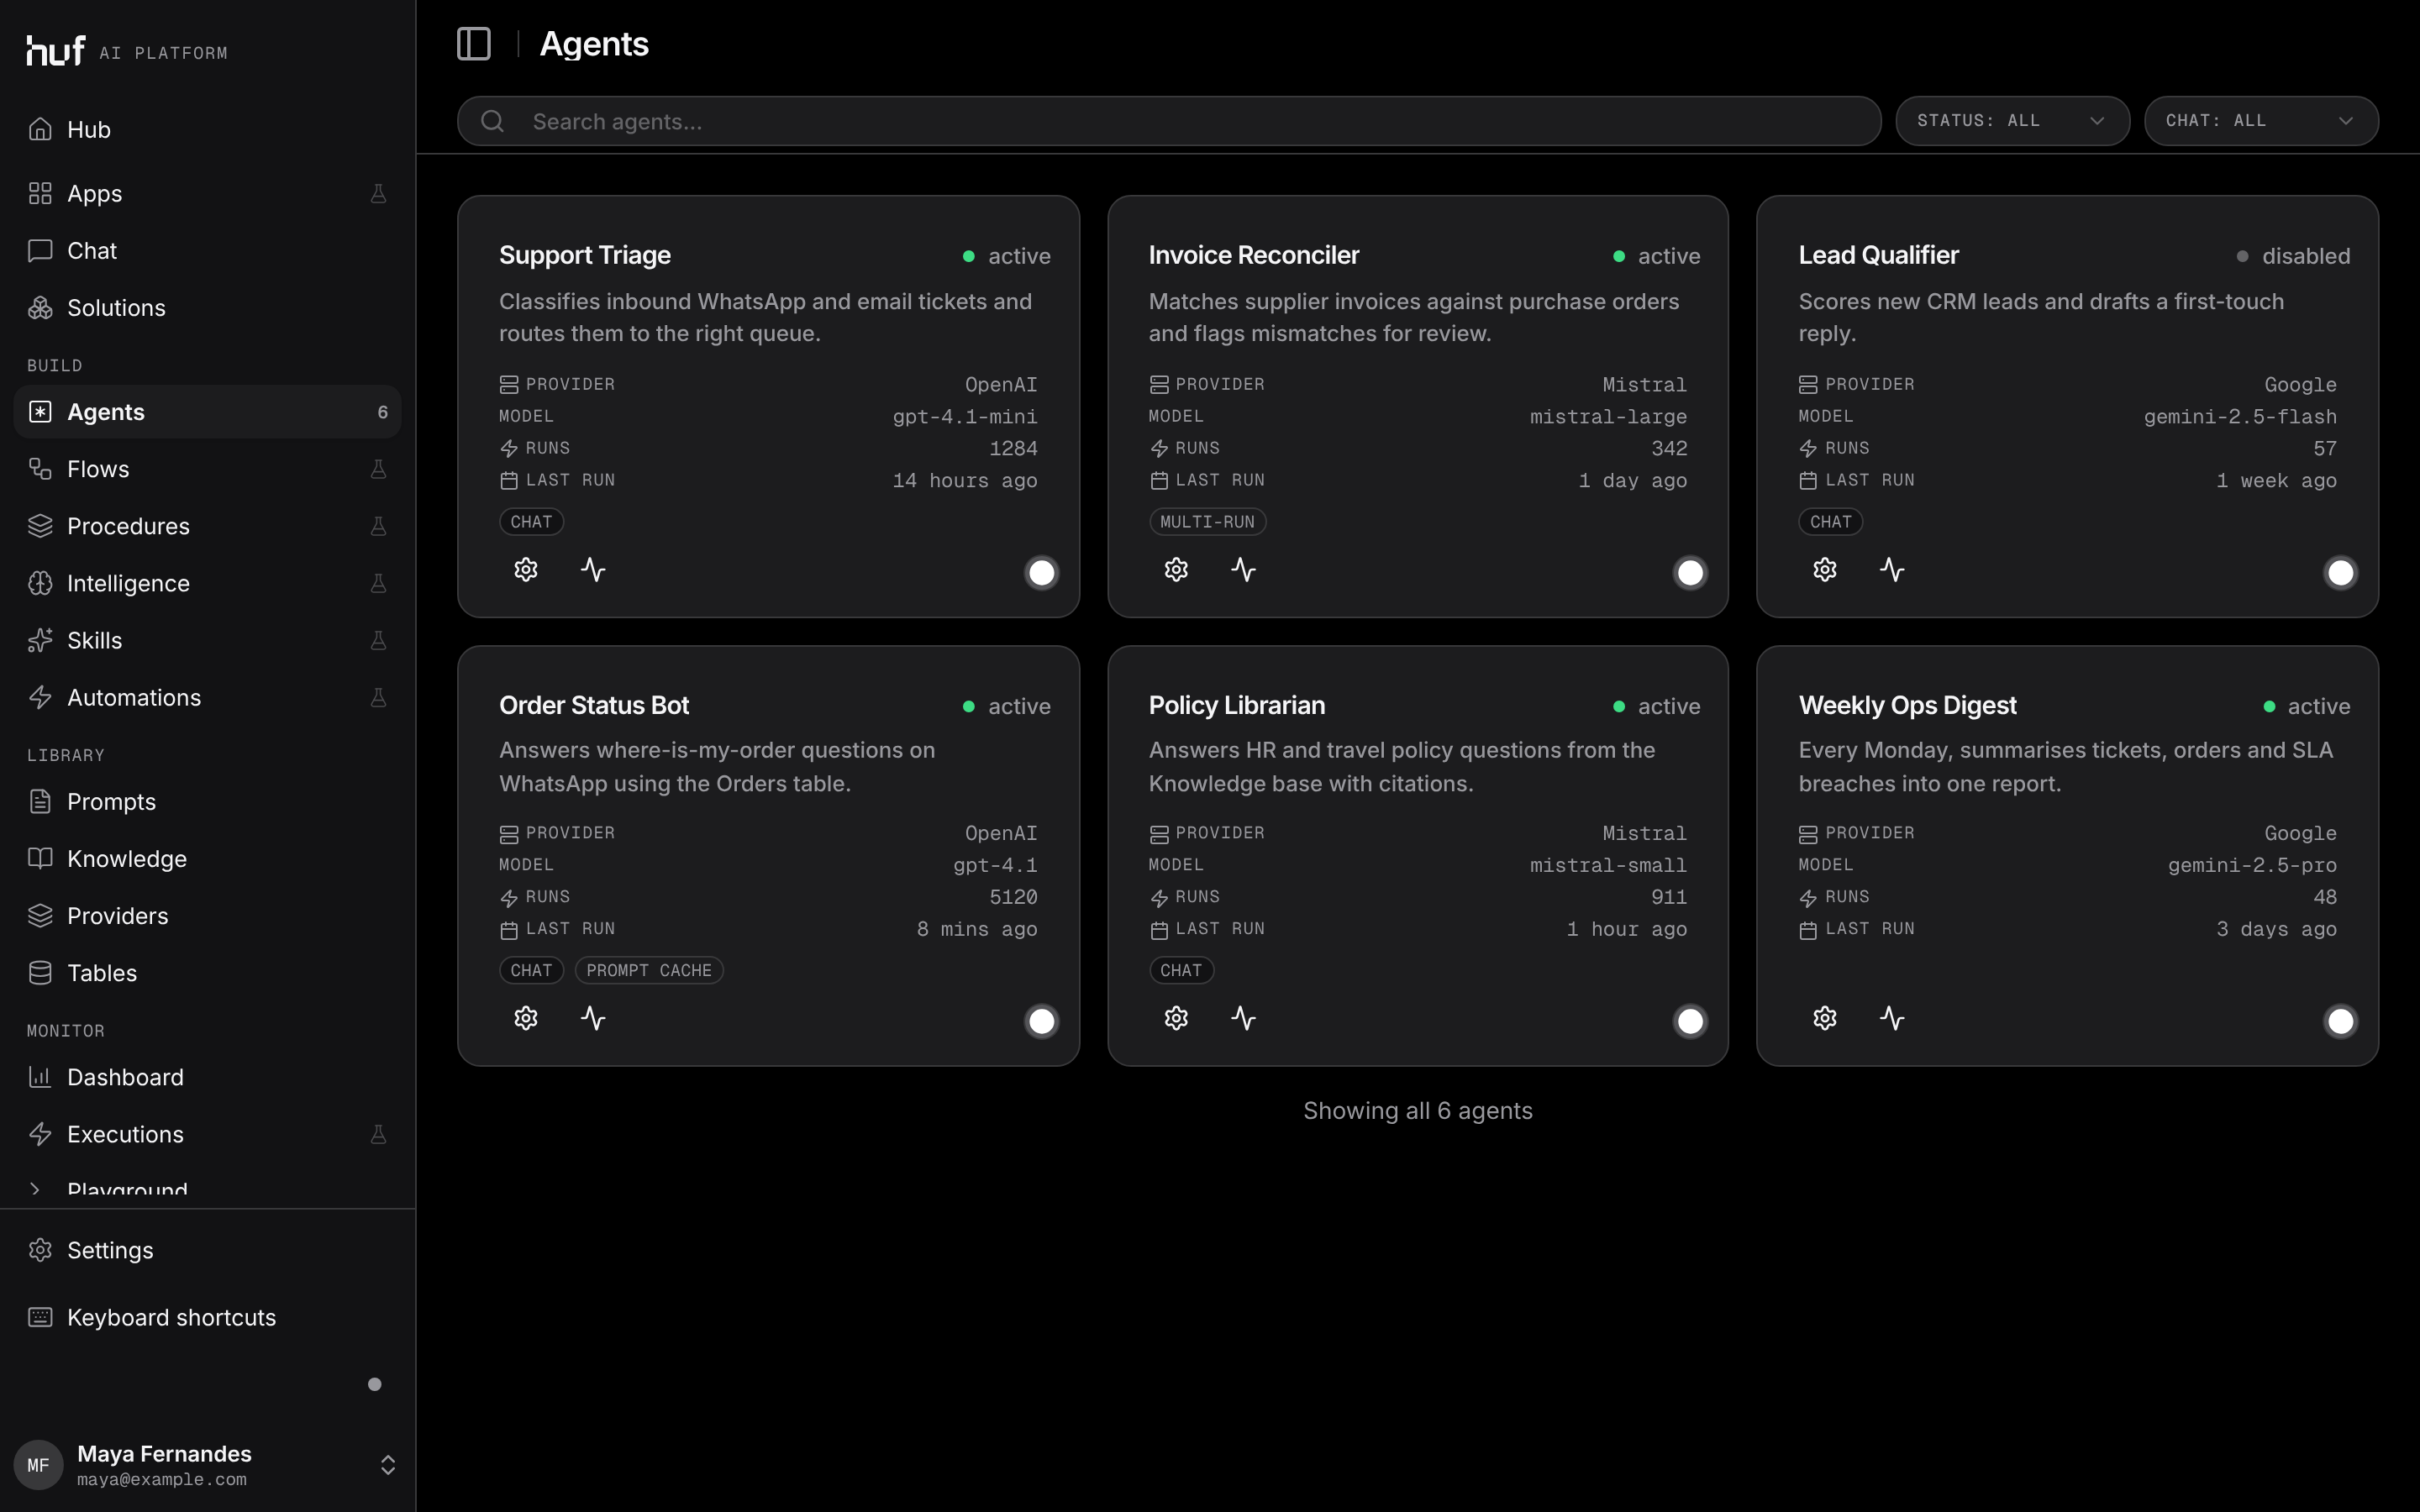 huf AI PLATFORM
Hub
Apps
Chat
Solutions
BUILD
Agents 6
Flows
Procedures
Intelligence
Skills
Automations
LIBRARY
Prompts
Knowledge
Providers
Tables
MONITOR
Dashboard
Executions
Playground
Settings
Keyboard shortcuts
MF
Maya Fernandes
maya@example.com
Agents
Search agents...
STATUS: ALL
CHAT: ALL
Support Triage
active
Classifies inbound WhatsApp and email tickets and
routes them to the right queue.
PROVIDER OpenAI
MODEL gpt-4.1-mini
RUNS 1284
LAST RUN 14 hours ago
CHAT
Invoice Reconciler
active
Matches supplier invoices against purchase orders
and flags mismatches for review.
PROVIDER Mistral
MODEL mistral-large
RUNS 342
LAST RUN 1 day ago
MULTI-RUN
Lead Qualifier
disabled
Scores new CRM leads and drafts a first-touch
reply.
PROVIDER Google
MODEL gemini-2.5-flash
RUNS 57
LAST RUN 1 week ago
CHAT
Order Status Bot
active
Answers where-is-my-order questions on
WhatsApp using the Orders table.
PROVIDER OpenAI
MODEL gpt-4.1
RUNS 5120
LAST RUN 8 mins ago
CHAT PROMPT CACHE
Policy Librarian
active
Answers HR and travel policy questions from the
Knowledge base with citations.
PROVIDER Mistral
MODEL mistral-small
RUNS 911
LAST RUN 1 hour ago
CHAT
Weekly Ops Digest
active
Every Monday, summarises tickets, orders and SLA
breaches into one report.
PROVIDER Google
MODEL gemini-2.5-pro
RUNS 48
LAST RUN 3 days ago
Showing all 6 agents